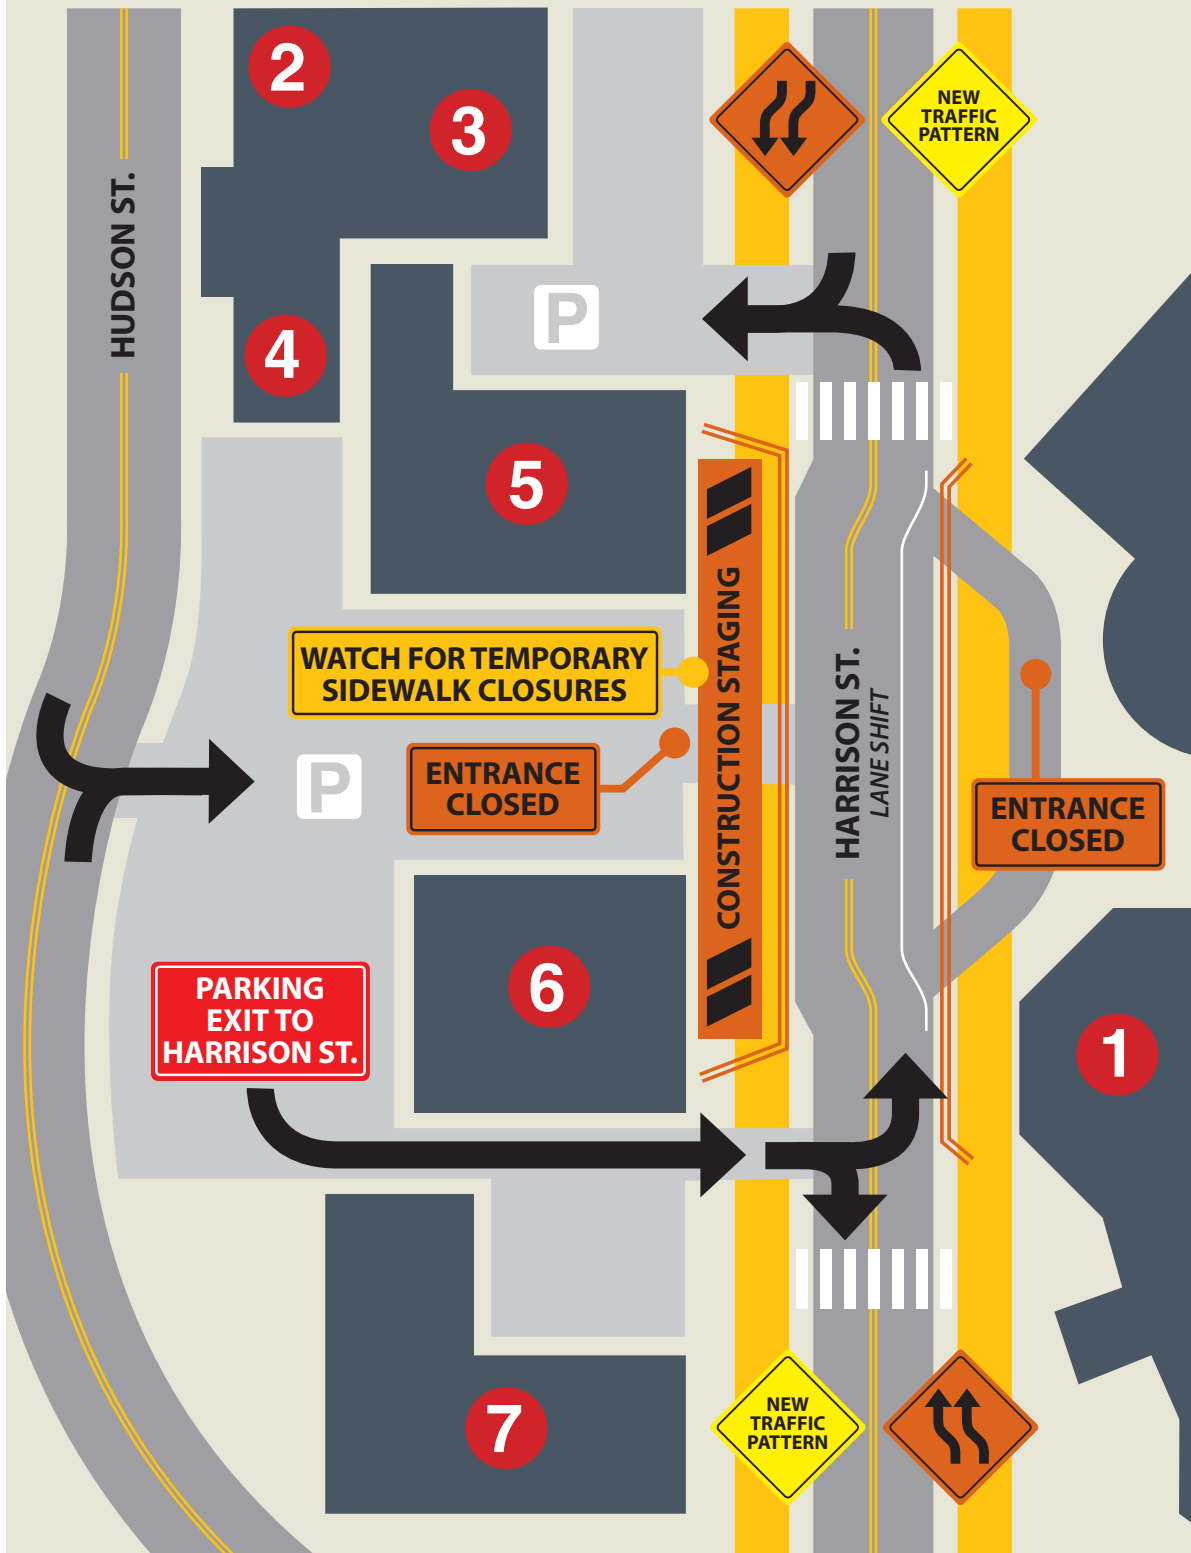 2
3
NEW
TRAFFIC
PATTERN
HUDSON ST.
4
P
5
CONSTRUCTION STAGING
WATCH FOR TEMPORARY
SIDEWALK CLOSURES
HARRISON ST.
LANE SHIFT
ENTRANCE
CLOSED
P
ENTRANCE
CLOSED
6
PARKING
EXIT TO
HARRISON ST.
1
7
NEW
TRAFFIC
PATTERN